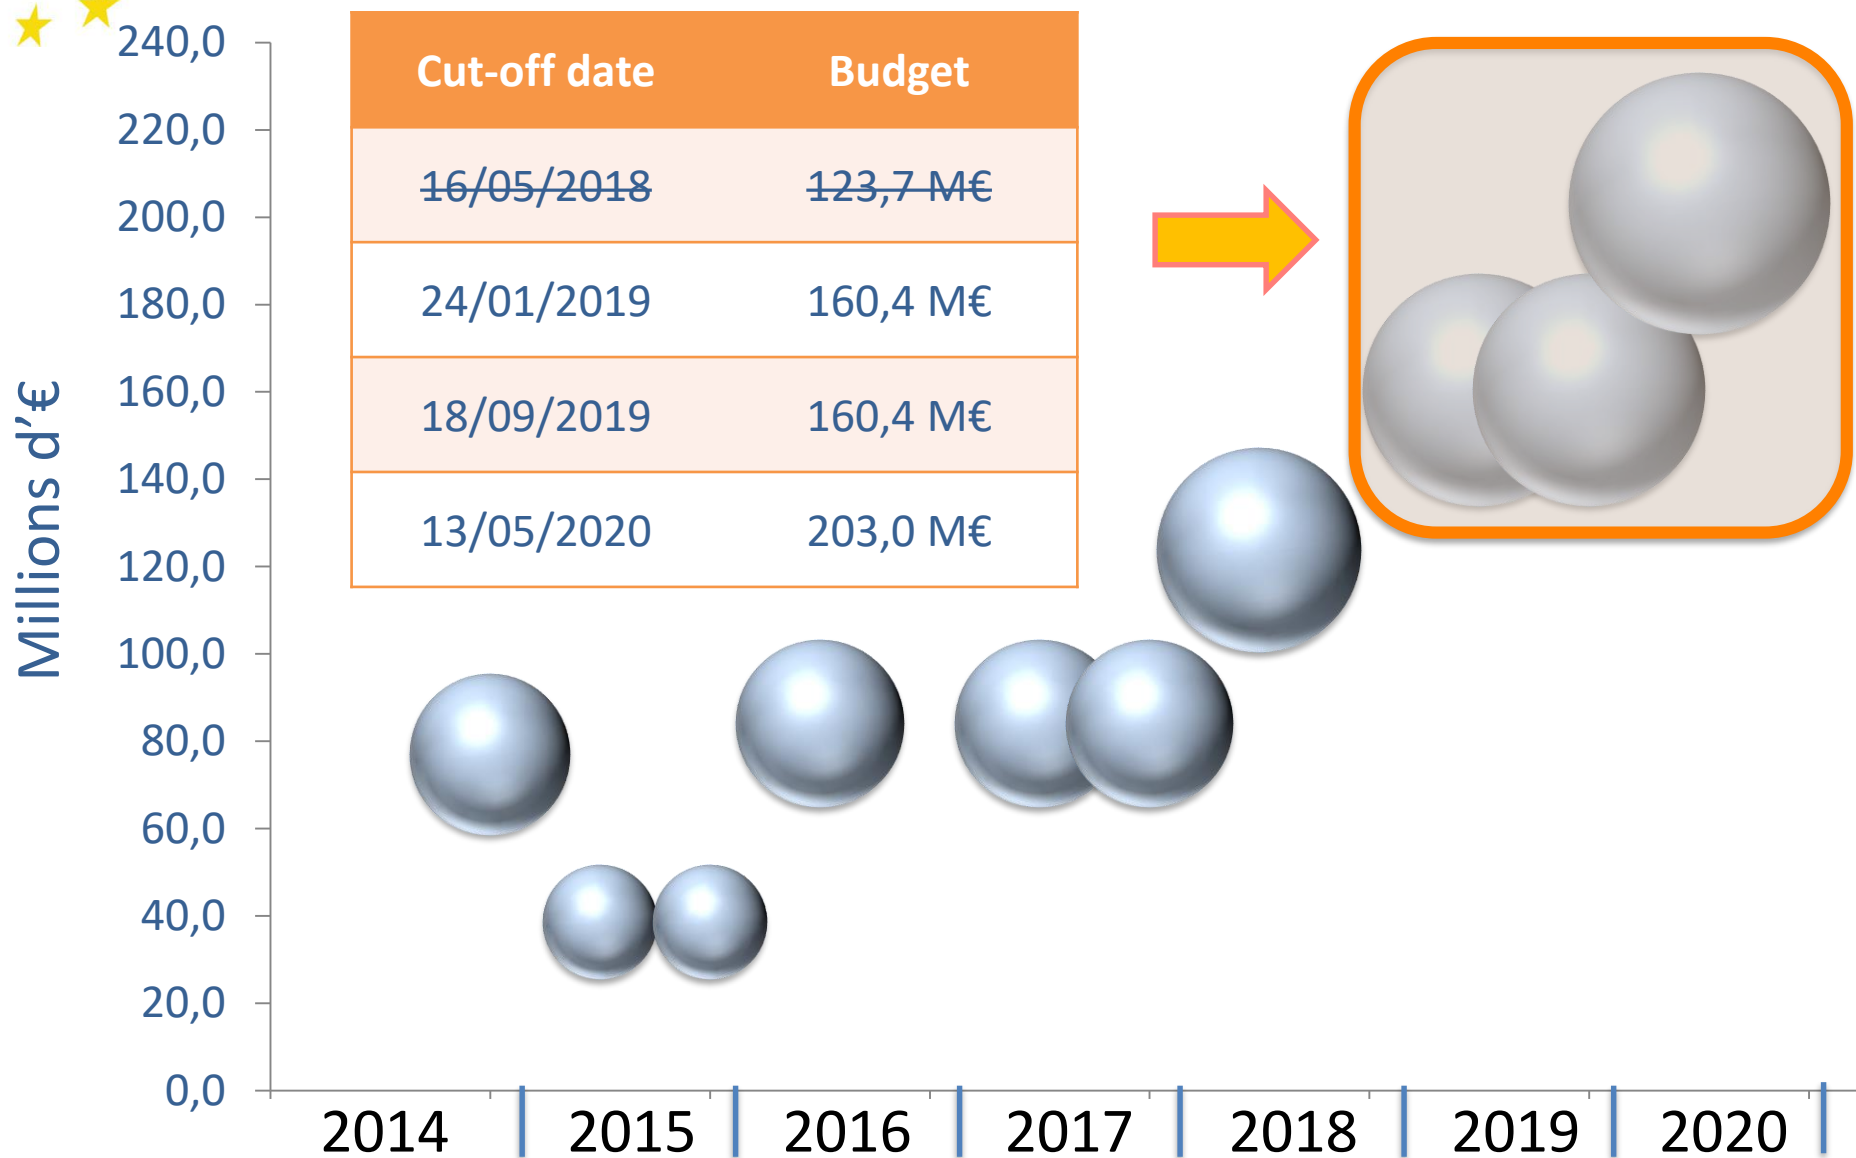 Millions d’€
240,0
220,0
200,0
180,0
160,0
140,0
120,0
100,0
80,0
60,0
40,0
20,0
0,0
Cut-off date Budget
16/05/2018 123,7 M€
24/01/2019 160,4 M€
18/09/2019 160,4 M€
13/05/2020 203,0 M€
2014 2015 2016 2017 2018 2019 2020